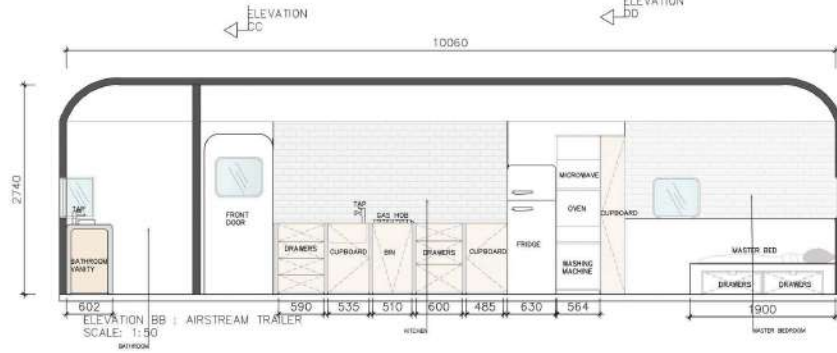 ELEVATION
CC
ELEVATION
DD
10060
2740
TAP
BATHROOM
VANITY
FRONT
DOOR
TAP
GAS HOB
DRAWERS
CUPBOARD
BIN
DRAWERS
CUPBOARD
FRIDGE
MICROWAVE
OVEN
WASHING
MACHINE
CUPBOARD
MASTER BED
DRAWERS
DRAWERS
602
590
535
510
600
485
630
564
1900
ELEVATION BB : AIRSTREAM TRAILER
SCALE: 1:50
BATHROOM
KITCHEN
MASTER BEDROOM